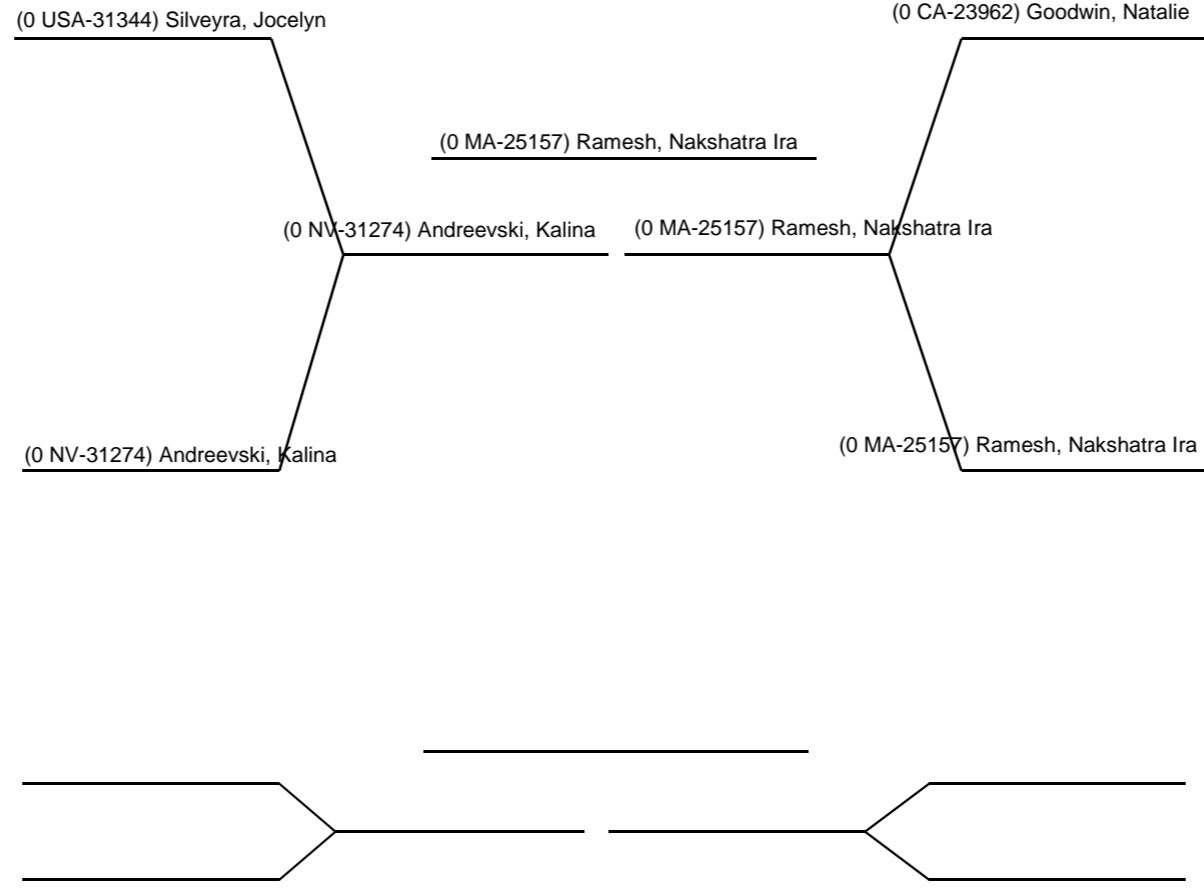 (0 USA-31344) Silveyra, Jocelyn
(0 CA-23962) Goodwin, Natalie
(0 MA-25157) Ramesh, Nakshatra Ira
(0 NV-31274) Andreevski, Kalina
(0 MA-25157) Ramesh, Nakshatra Ira
(0 NV-31274) Andreevski, Kalina
(0 MA-25157) Ramesh, Nakshatra Ira